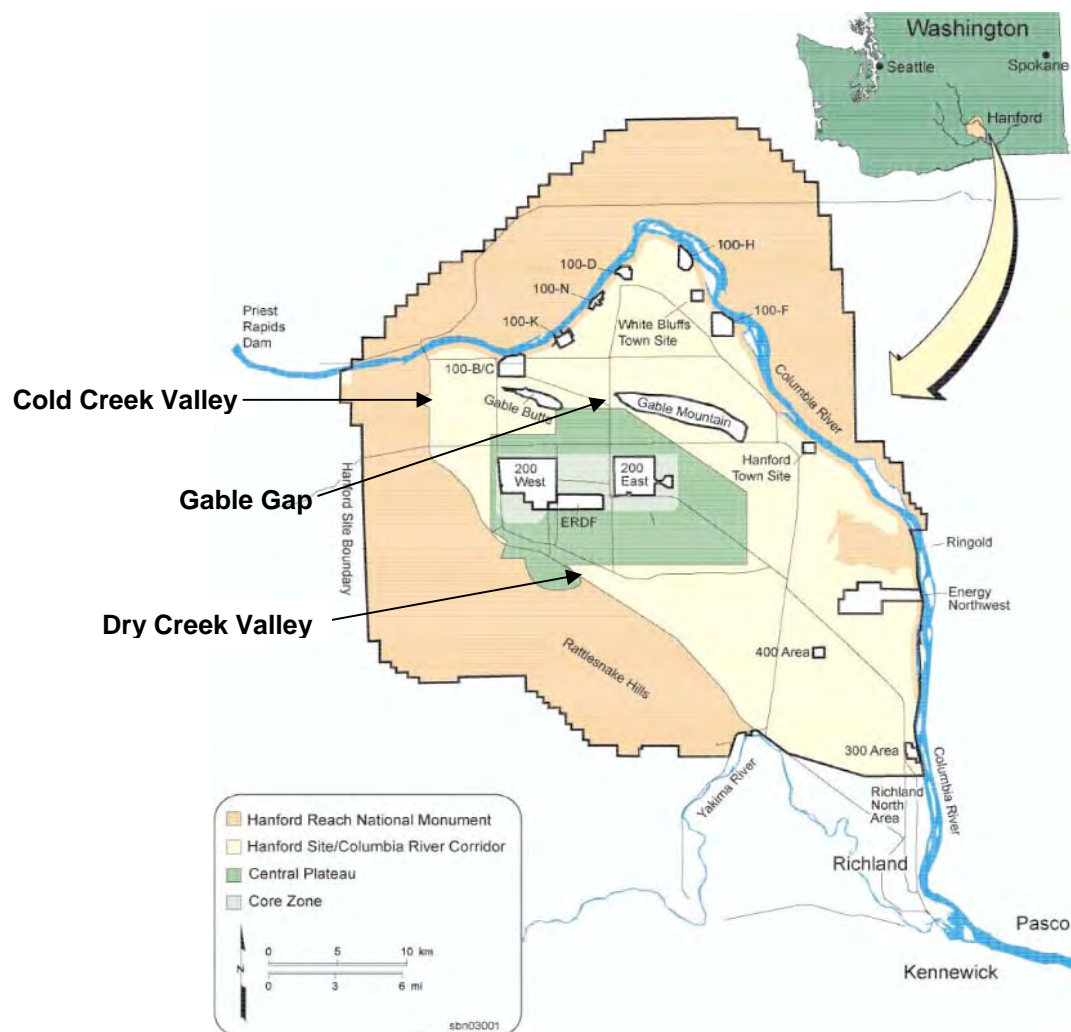 Washington
Seattle
Spokane
Hanford
100-H
100-D
100-N
100-F
Priest
Rapids
Dam
100-K
White Bluffs
Town Site
100-B/C
Columbia River
Cold Creek Valley
Gable Butte
Gable Mountain
Hanford
Town Site
200
West
200
East
Gable Gap
ERDF
Hanford Site Boundary
Ringold
Energy
Northwest
Dry Creek Valley
400 Area
Rattlesnake Hills
300 Area
Yakima River
Richland
North
Area
Columbia River
Richland
Hanford Reach National Monument
Hanford Site/Columbia River Corridor
Central Plateau
Core Zone
Pasco
Kennewick
N
0 5 10 km
0 3 6 mi
sbn03001